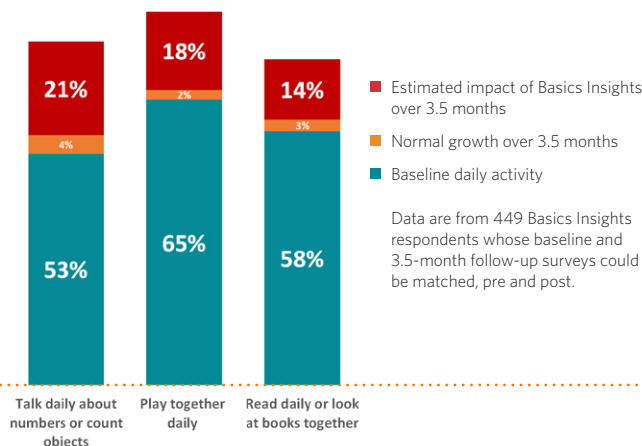 21%
4%
53%
18%
2%
65%
14%
3%
58%
Estimated impact of Basics Insights
over 3.5 months
Normal growth over 3.5 months
Baseline daily activity
Data are from 449 Basics Insights
respondents whose baseline and
3.5-month follow-up surveys could
be matched, pre and post.
Talk daily about
numbers or count
objects
Play together
daily
Read daily or look
at books together